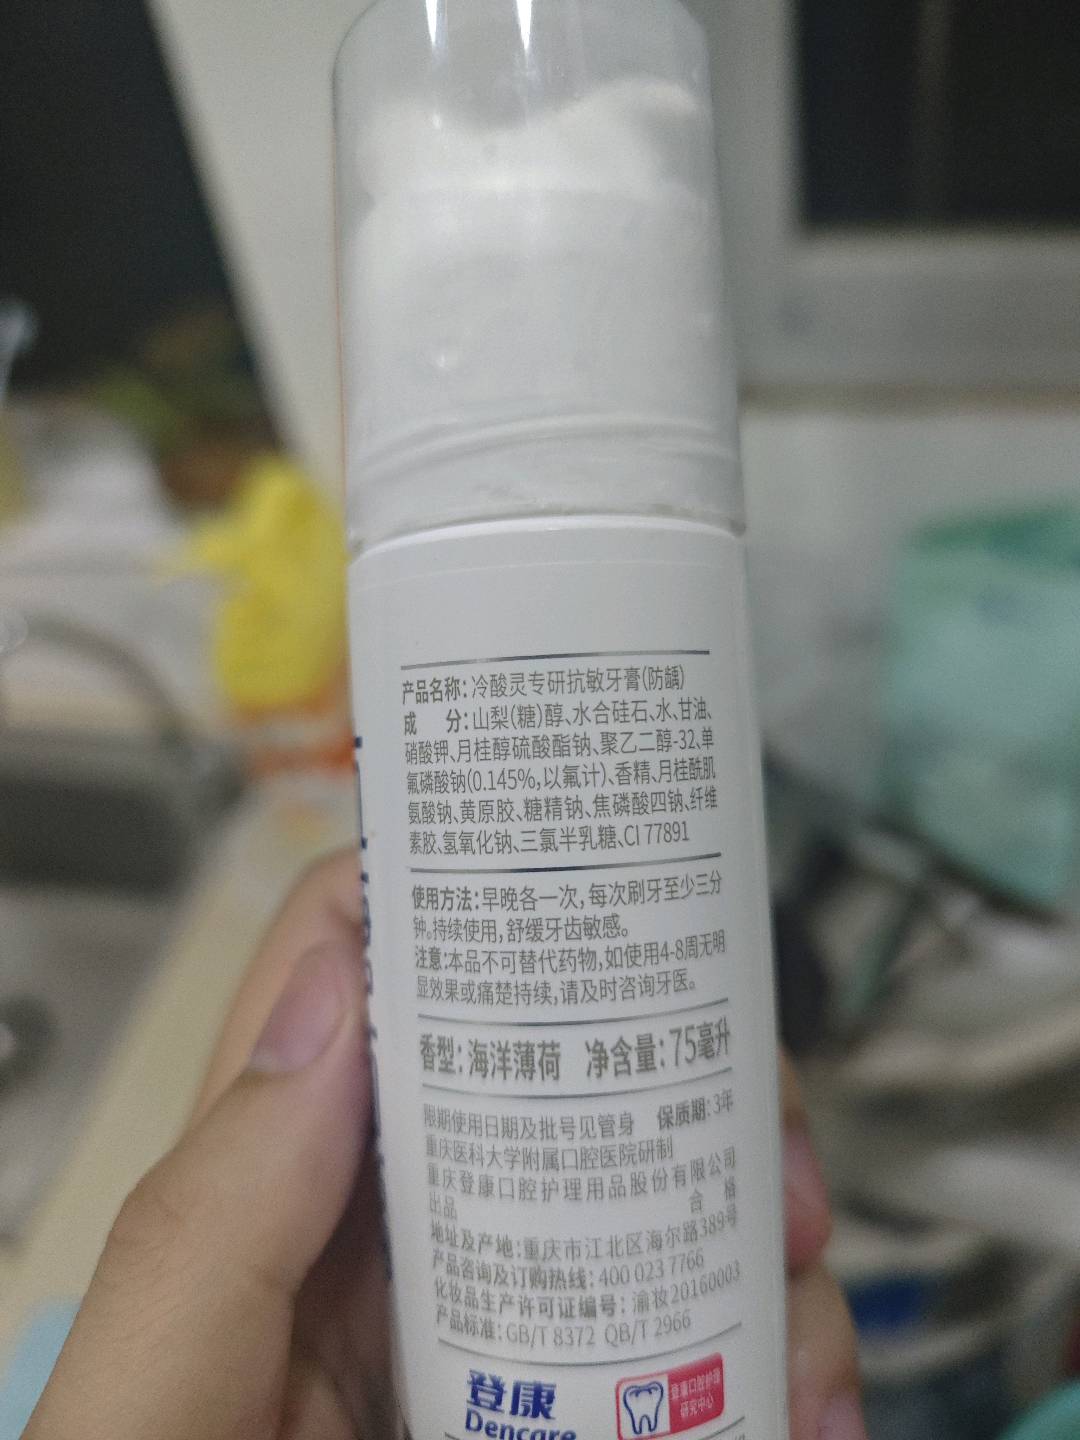 产品名称:冷酸灵专研抗敏牙膏(防龋)
成 分:山梨(糖)醇、水合硅石、水、甘油、
硝酸钾、月桂醇硫酸酯钠、聚乙二醇-32、单
氟磷酸钠(0.145%,以氟计)、香精、月桂酰肌
氨酸钠、黄原胶、糖精钠、焦磷酸四钠、纤维
素胶、氢氧化钠、三氯半乳糖、CI 77891
使用方法:早晚各一次,每次刷牙至少三分
钟。持续使用,舒缓牙齿敏感。
注意:本品不可替代药物,如使用4-8周无明
显效果或痛楚持续,请及时咨询牙医。
香型:海洋薄荷 净含量:75毫升
限期使用日期及批号见管身 保质期:3年
重庆医科大学附属口腔医院研制
重庆登康口腔护理用品股份有限公司
出品 合 格
地址及产地:重庆市江北区海尔路389号
产品咨询及订购热线:400 023 7766
化妆品生产许可证编号:渝妆20160003
产品标准:GB/T 8372 QB/T 2966
登康
Dencare
登康口腔护理
研究中心